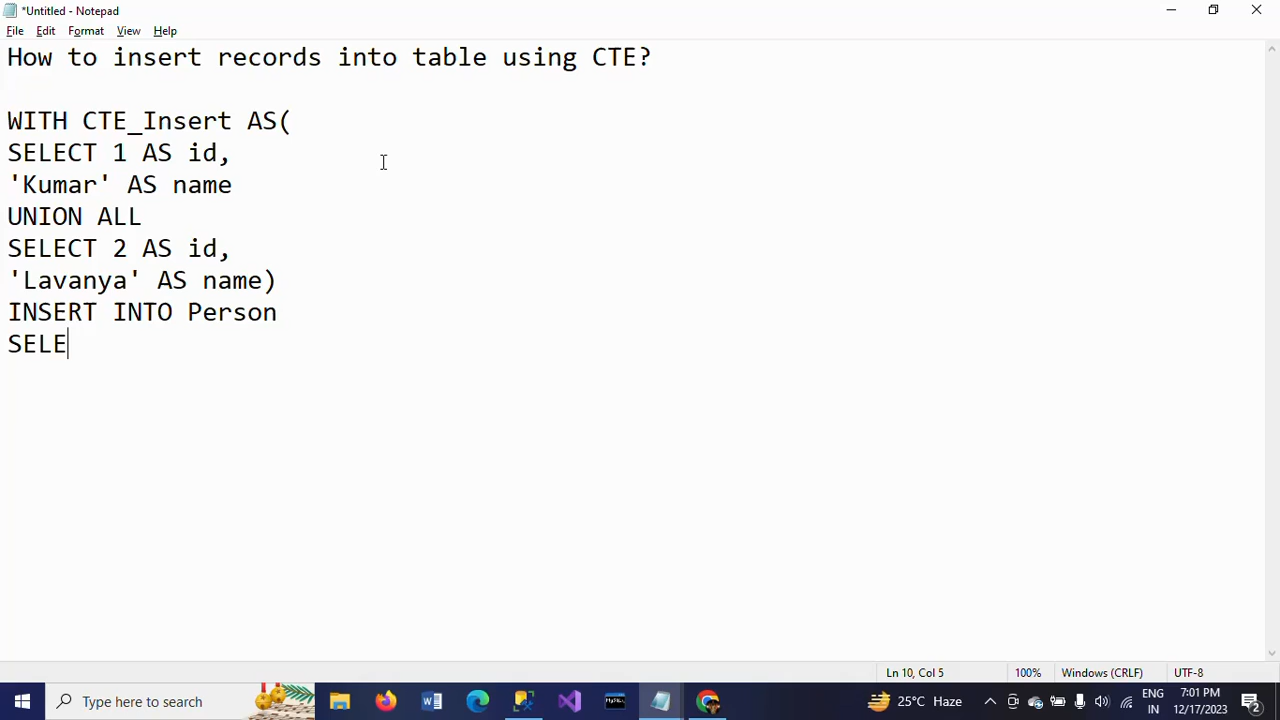 *Untitled - Notepad
File Edit Format View Help
How to insert records into table using CTE?
WITH CTE_Insert AS(
SELECT 1 AS id,
'Kumar' AS name
UNION ALL
SELECT 2 AS id,
'Lavanya' AS name)
INSERT INTO Person
SELE
Ln 10, Col 5 100% Windows (CRLF) UTF-8
Type here to search 25°C Haze ENG 7:01 PM
IN 12/17/2023 2